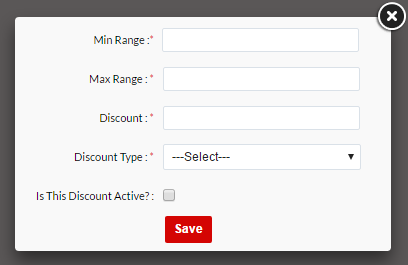 Min Range :*
Max Range : *
Discount : *
Discount Type : *
---Select---
Is This Discount Active? :
Save